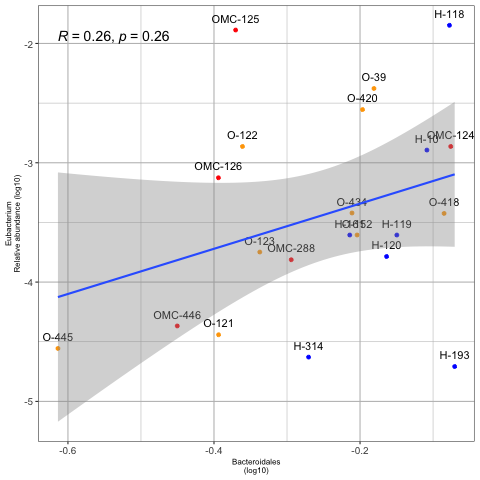 H-118
OMC-125
R = 0.26, p = 0.26
-2
O-39
O-420
O-122
H-10
OMC-124
-3
OMC-126
O-434
O-418
H-119
O-123
OMC-288
H-120
-4
OMC-446
O-121
O-445
H-314
H-193
-5
-0.6
-0.4
-0.2
Bacteroidales
(log10)
Eubacterium
Relative abundance (log10)